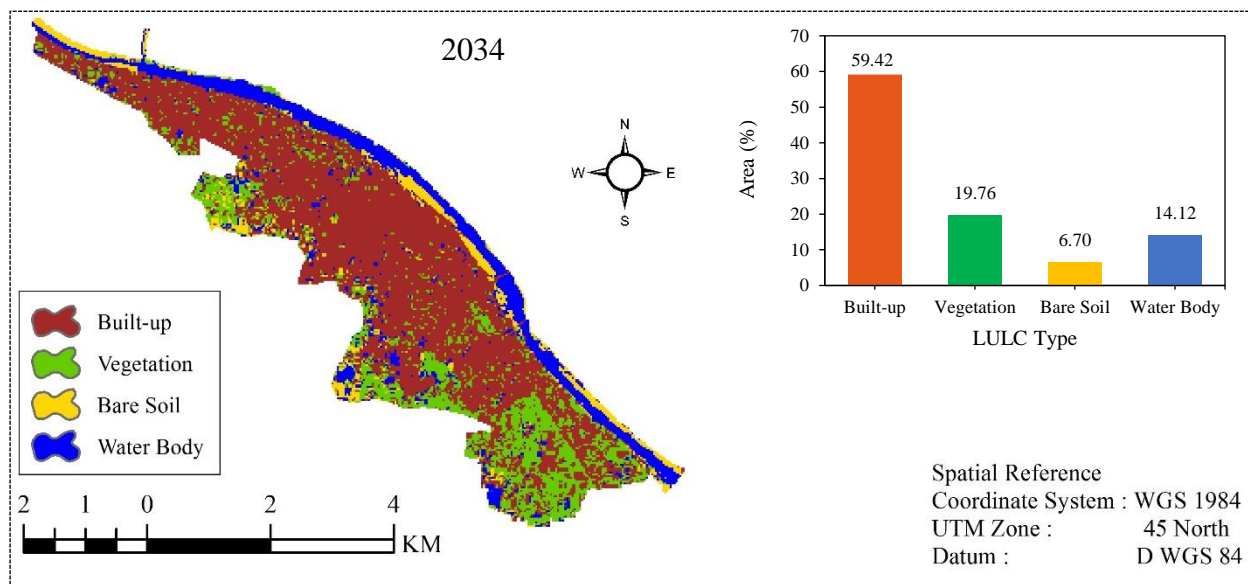 2034
N
W E
S
Built-up
Vegetation
Bare Soil
Water Body
2 1 0 2 4
KM
70
60
50
40
30
20
10
0
Area (%)
59.42
19.76
6.70
14.12
Built-up Vegetation Bare Soil Water Body
LULC Type
Spatial Reference
Coordinate System : WGS 1984
UTM Zone : 45 North
Datum : D WGS 84